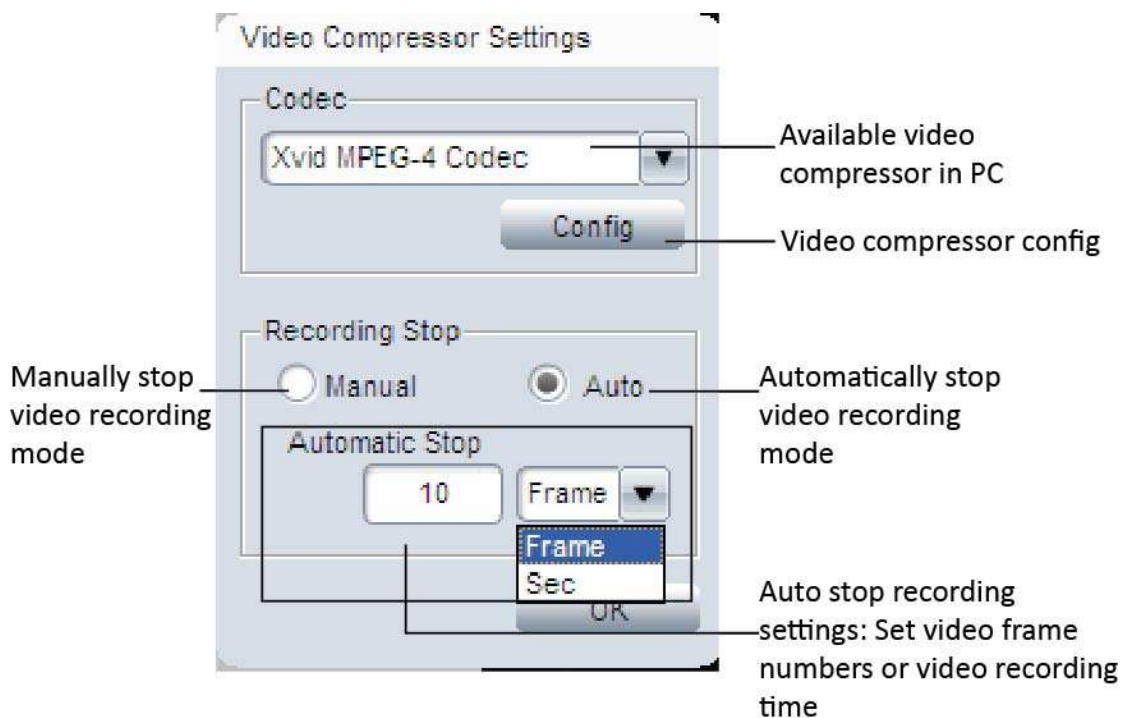 Video Compressor Settings
Codec
Xvid MPEG-4 Codec
Config
Available video
compressor in PC
Video compressor config
Recording Stop
Manual
Auto
Manually stop
video recording
mode
Automatically stop
video recording
mode
Automatic Stop
10
Frame
Frame
Sec
OK
Auto stop recording
settings: Set video frame
numbers or video recording
time